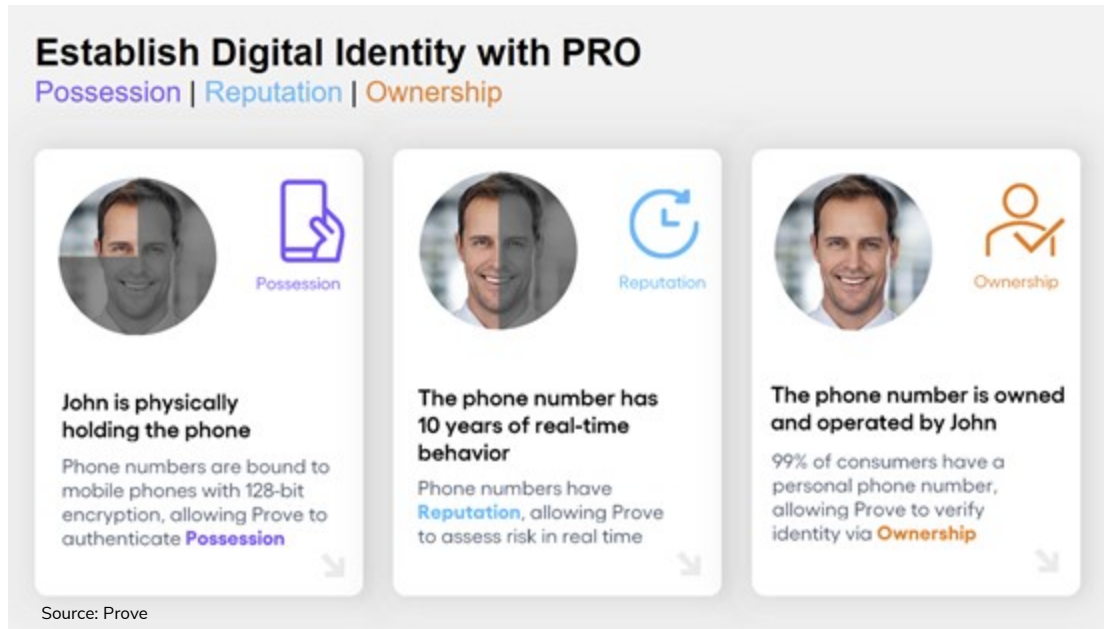 Establish Digital Identity with PRO
Possession | Reputation | Ownership
Possession
John is physically
holding the phone
Phone numbers are bound to
mobile phones with 128-bit
encryption, allowing Prove to
authenticate Possession
Reputation
The phone number has
10 years of real-time
behavior
Phone numbers have
Reputation, allowing Prove
to assess risk in real time
Ownership
The phone number is owned
and operated by John
99% of consumers have a
personal phone number,
allowing Prove to verify
identity via Ownership
Source: Prove